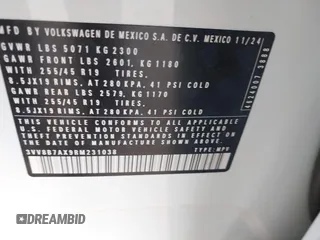 MFD BY VOLKSWAGEN DE MEXICO S.A. DE C.V. MEXICO 11/24
GVWR LBS 5071 KG 2300
GAWR FRONT LBS 2601, KG 1180
WITH 255/45 R19 TIRES.
8.5JX19 RIMS, AT 280 KPA, 41 PSI COLD
GAWR REAR LBS 2579, KG 1170
WITH 255/45 R19 TIRES,
8.5JX19 RIMS, AT 280 KPA, 41 PSI COLD
THIS VEHICLE CONFORMS TO ALL APPLICABLE
U.S. FEDERAL MOTOR VEHICLE SAFETY AND
THEFT PREVENTION STANDARDS IN EFFECT ON
THE DATE OF MANUFACTURE SHOWN ABOVE.
3VV8B7AX9RM231038 TYPE: MPV
DEALERSHIP
.COM